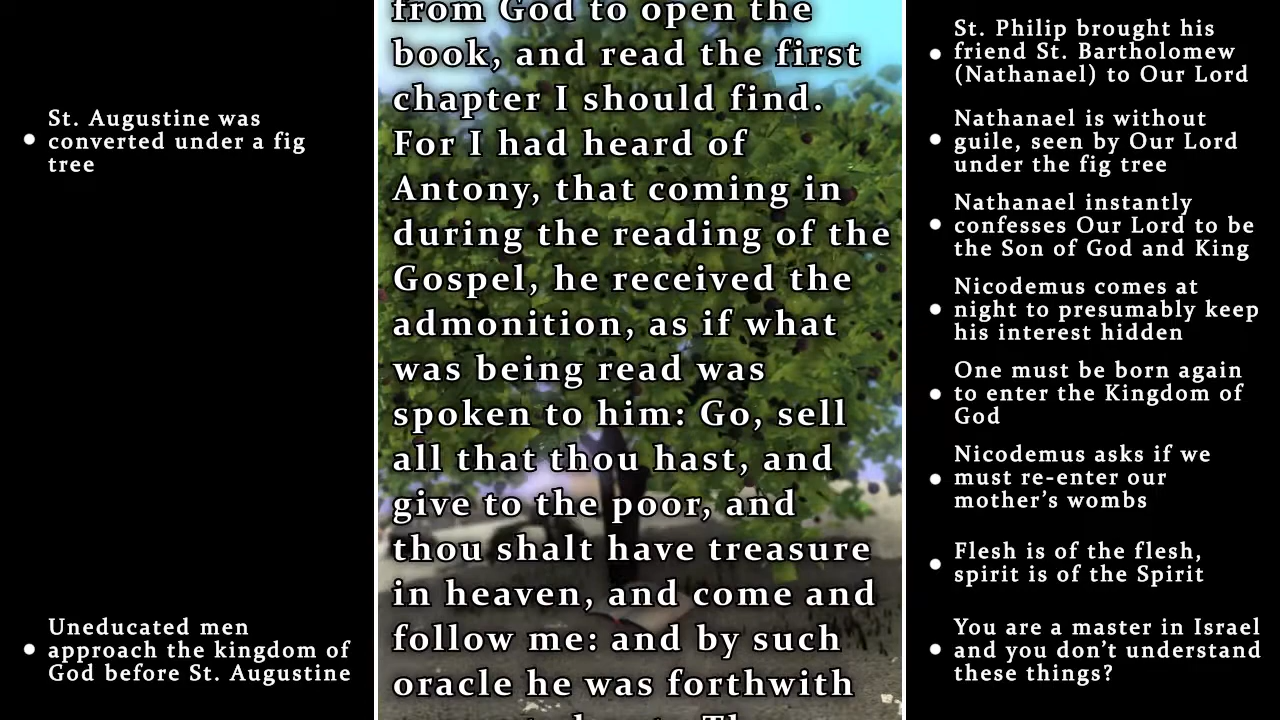 St. Augustine was
converted under a fig
tree
Uneducated men
approach the kingdom of
God before St. Augustine
from God to open the
book, and read the first
chapter I should find.
For I had heard of
Antony, that coming in
during the reading of the
Gospel, he received the
admonition, as if what
was being read was
spoken to him: Go, sell
all that thou hast, and
give to the poor, and
thou shalt have treasure
in heaven, and come and
follow me: and by such
oracle he was forthwith
St. Philip brought his
friend St. Bartholomew
(Nathanael) to Our Lord
Nathanael is without
guile, seen by Our Lord
under the fig tree
Nathanael instantly
confesses Our Lord to be
the Son of God and King
Nicodemus comes at
night to presumably keep
his interest hidden
One must be born again
to enter the Kingdom of
God
Nicodemus asks if we
must re-enter our
mother’s wombs
Flesh is of the flesh,
spirit is of the Spirit
You are a master in Israel
and you don’t understand
these things?